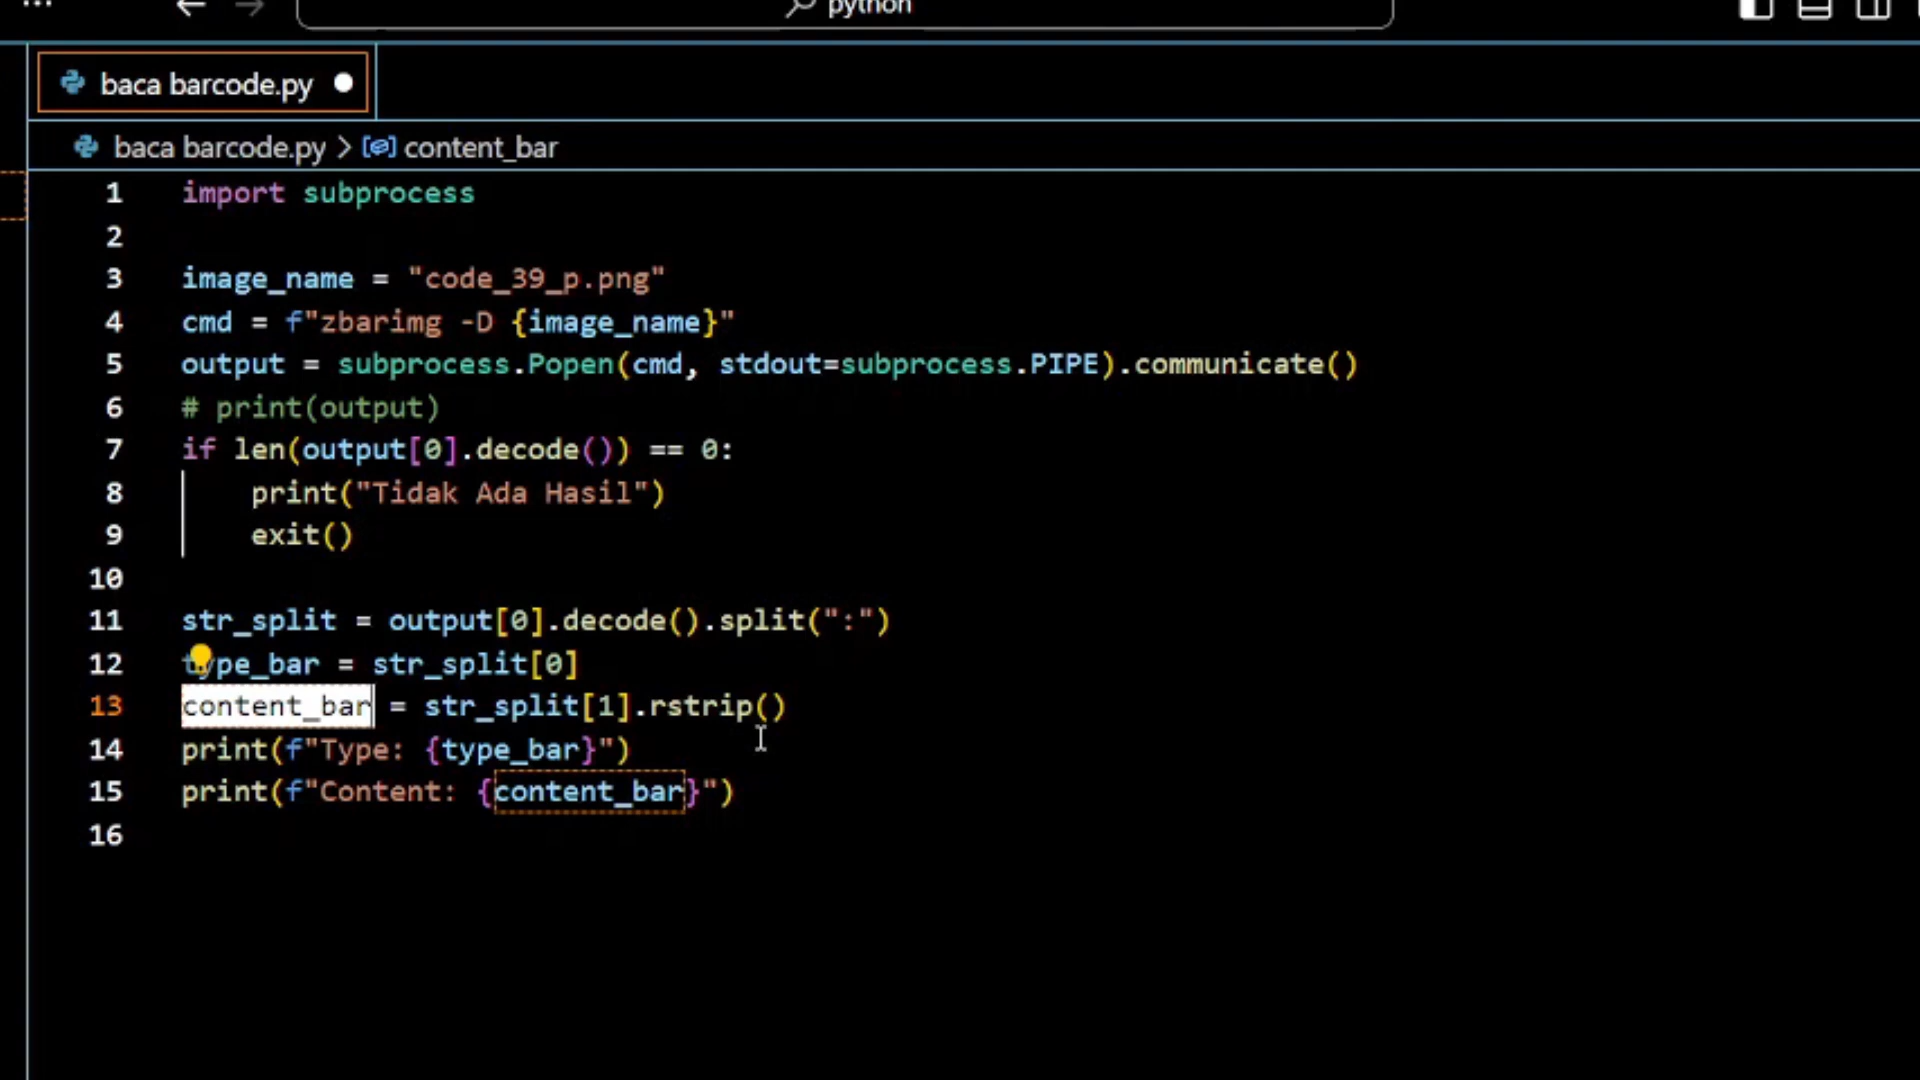 python
baca barcode.py
baca barcode.py > content_bar
1 import subprocess
2
3 image_name = "code_39_p.png"
4 cmd = f"zbarimg -D {image_name}"
5 output = subprocess.Popen(cmd, stdout=subprocess.PIPE).communicate()
6 # print(output)
7 if len(output[0].decode()) == 0:
8     print("Tidak Ada Hasil")
9     exit()
10
11 str_split = output[0].decode().split(":")
12 type_bar = str_split[0]
13 content_bar = str_split[1].rstrip()
14 print(f"Type: {type_bar}")
15 print(f"Content: {content_bar}")
16